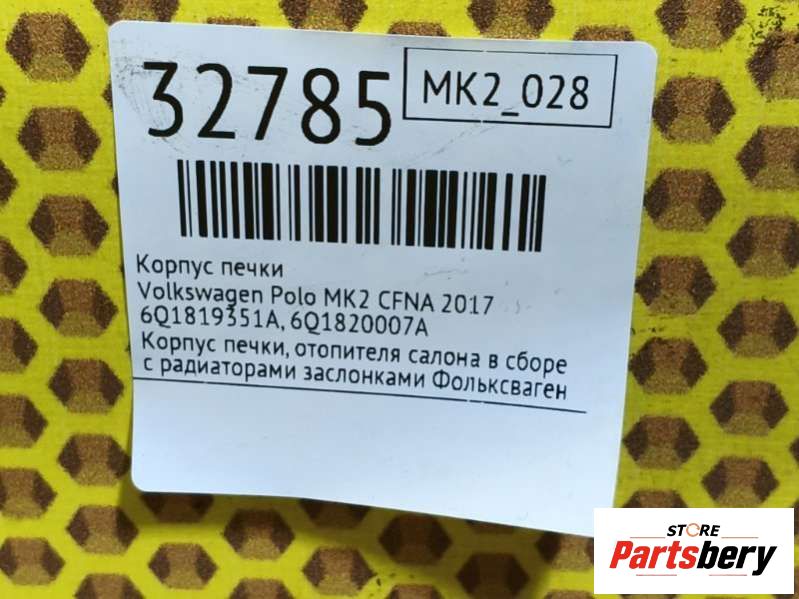 32785
MK2_028
Корпус печки
Volkswagen Polo MK2 CFNA 2017
6Q1819351A, 6Q1820007A
Корпус печки, отопителя салона в сборе
с радиаторами заслонками Фольксваген
STORE
Partsbery